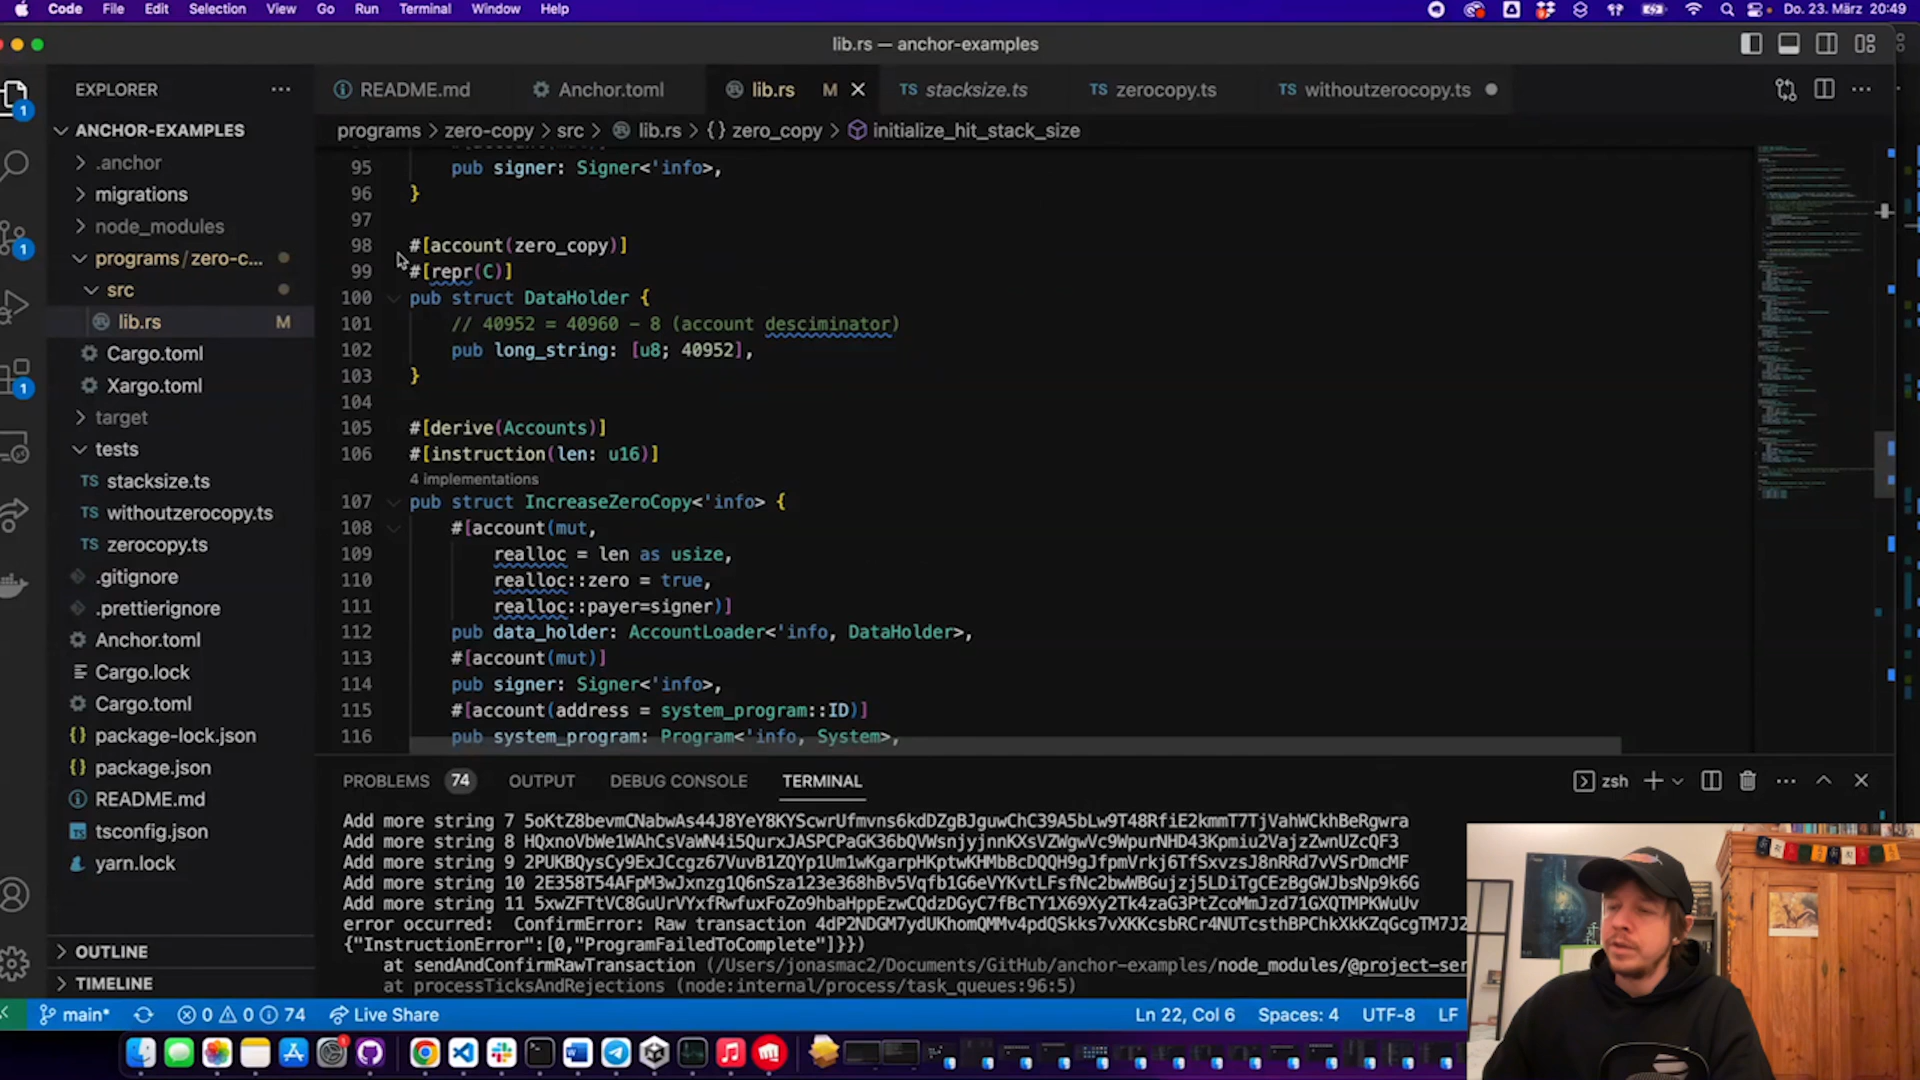 Code File Edit Selection View Go Run Terminal Window Help
Do. 23. März 20:49
lib.rs — anchor-examples
EXPLORER
README.md
Anchor.toml
lib.rs M
TS stacksize.ts
TS zerocopy.ts
TS withoutzerocopy.ts
programs > zero-copy > src > lib.rs > {} zero_copy > initialize_hit_stack_size
ANCHOR-EXAMPLES
.anchor
migrations
node_modules
programs/zero-c...
src
lib.rs M
Cargo.toml
Xargo.toml
target
tests
TS stacksize.ts
TS withoutzerocopy.ts
TS zerocopy.ts
.gitignore
.prettierignore
Anchor.toml
Cargo.lock
Cargo.toml
{} package-lock.json
{} package.json
README.md
tsconfig.json
yarn.lock
OUTLINE
TIMELINE
1
1
1
95 pub signer: Signer<'info>,
96 }
97
98 #[account(zero_copy)]
99 #[repr(C)]
100 pub struct DataHolder {
101 // 40952 = 40960 - 8 (account desciminator)
102 pub long_string: [u8; 40952],
103 }
104
105 #[derive(Accounts)]
106 #[instruction(len: u16)]
4 implementations
107 pub struct IncreaseZeroCopy<'info> {
108 #[account(mut,
109 realloc = len as usize,
110 realloc::zero = true,
111 realloc::payer=signer)]
112 pub data_holder: AccountLoader<'info, DataHolder>,
113 #[account(mut)]
114 pub signer: Signer<'info>,
115 #[account(address = system_program::ID)]
116 pub system_program: Program<'info, System>,
PROBLEMS 74 OUTPUT DEBUG CONSOLE TERMINAL
zsh
Add more string 7 5oKtZ8bevmCNabwAs44J8YeY8KYScwrUfmvns6kdDZgBJguwChC39A5bLw9T48RfiE2kmmT7TjVahWCkhBeRgwra
Add more string 8 HQxnoVbWe1WAhCsVaWN4i5QurxJASPCPaGK36bQVWsnjyjnnKXsVZWgwVc9WpurNHD43Kpmiu2VajzZwnUZcQF3
Add more string 9 2PUKBQysCy9ExJCcgz67VuvB1ZQYp1Um1wKgarpHKptwKHMbBcDQQH9gJfpmVrkj6TfSxvzsJ8nRRd7vVSrDmcMF
Add more string 10 2E358T54AFpM3wJxnzg1Q6nSza123e368hBv5Vqfb1G6eVYKvtLFsfNc2bwWBGujzj5LDiTgCEzBgGWJbsNp9k6G
Add more string 11 5xwZFTtVC8GuUrVYxfRwfuxFoZo9hbaHppEzwCQdzDGyC7fBcTY1X69Xy2Tk4zaG3PtZcoMmJzd71GXQTMPKWuUv
error occurred: ConfirmError: Raw transaction 4dP2NDGM7ydUKhomQMMv4pdQSkks7vXKKcsbRCr4NUTcsthBPChkXkKZqGcgTM7J2
{"InstructionError":[0,"ProgramFailedToComplete"]}})
at sendAndConfirmRawTransaction (/Users/jonasmac2/Documents/GitHub/anchor-examples/node_modules/@project-ser
at processTicksAndRejections (node:internal/process/task_queues:96:5)
main* 0 0 74 Live Share
Ln 22, Col 6 Spaces: 4 UTF-8 LF